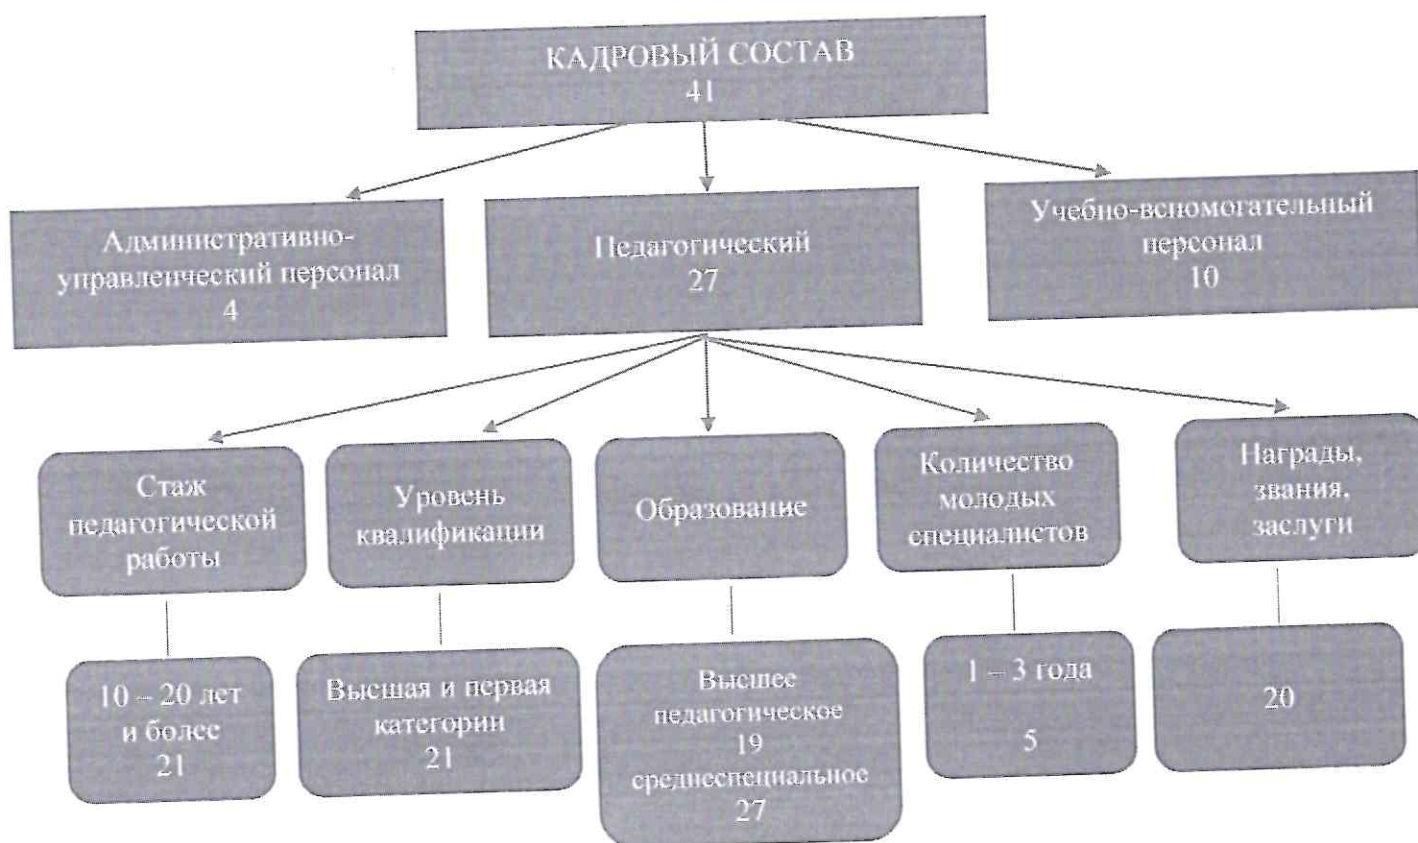 КАДРОВЫЙ СОСТАВ
41
Административно-
управленческий персонал
4
Педагогический
27
Учебно-вспомогательный
персонал
10
Стаж
педагогической
работы
Уровень
квалификации
Образование
Количество
молодых
специалистов
Награды,
звания,
заслуги
10 – 20 лет
и более
21
Высшая и первая
категории
21
Высшее
педагогическое
19
среднеспециальное
27
1 – 3 года
5
20